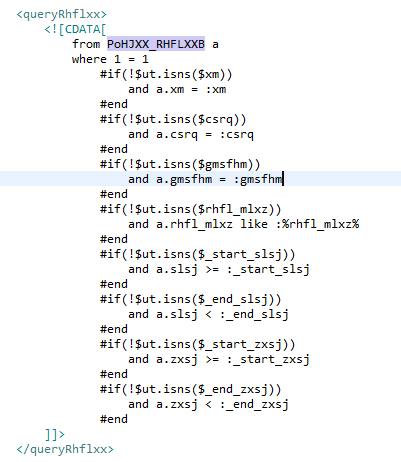 <queryRhflxx>
<![CDATA[
from PoHJXX_RHFLXXB a
where 1 = 1
#if(!$ut.isns($xm))
and a.xm = :xm
#end
#if(!$ut.isns($csrq))
and a.csrq = :csrq
#end
#if(!$ut.isns($gmsfhm))
and a.gmsfhm = :gmsfhm
#end
#if(!$ut.isns($rhfl_mlxz))
and a.rhfl_mlxz like :%rhfl_mlxz%
#end
#if(!$ut.isns($_start_slsj))
and a.slsj >= :_start_slsj
#end
#if(!$ut.isns($_end_slsj))
and a.slsj < :_end_slsj
#end
#if(!$ut.isns($_start_zxsj))
and a.zxsj >= :_start_zxsj
#end
#if(!$ut.isns($_end_zxsj))
and a.zxsj < :_end_zxsj
#end
]]>
</queryRhflxx>